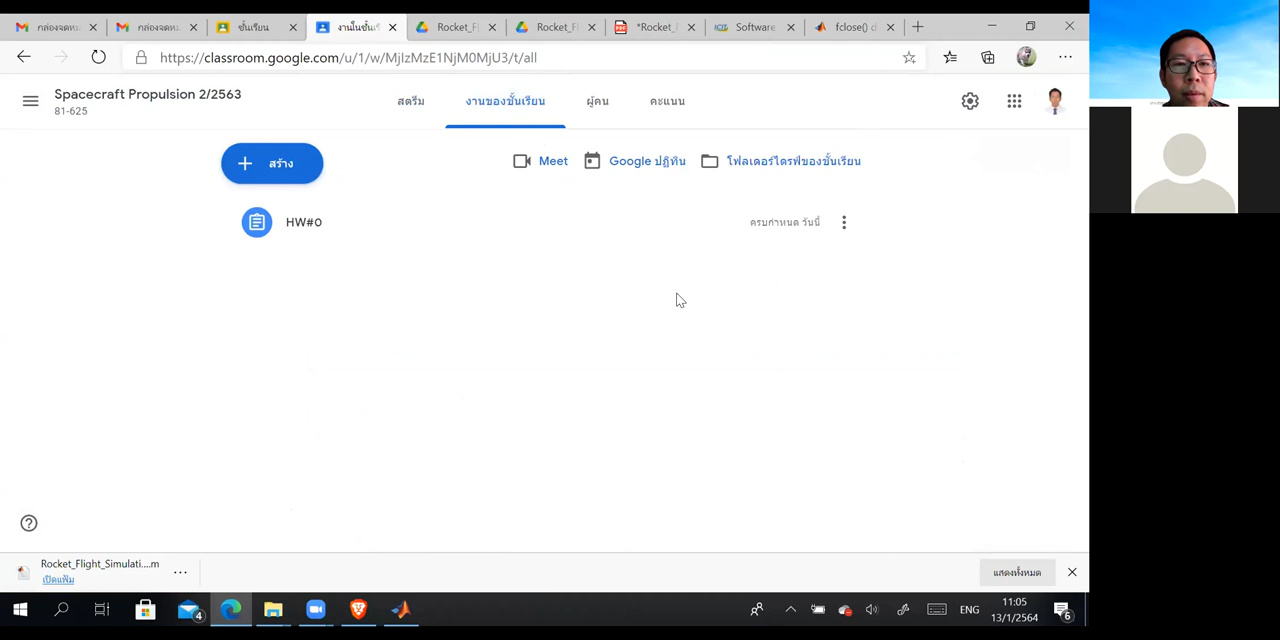 กล่องจดหม
กล่องจดหม
ชั้นเรียน
งานในชั้นเรี
Rocket_Fl
Rocket_Fl
*Rocket_
Software
fclose() d
https://classroom.google.com/u/1/w/MjIzMzE1NjM0MjU3/t/all
Spacecraft Propulsion 2/2563
81-625
สตรีม
งานของชั้นเรียน
ผู้คน
คะแนน
สร้าง
Meet
Google ปฏิทิน
โฟลเดอร์ไดรฟ์ของชั้นเรียน
HW#0
ครบกำหนด วันนี้
Rocket_Flight_Simulati....m
เปิดแฟ้ม
แสดงทั้งหมด
4
ENG
11:05
13/1/2564
6